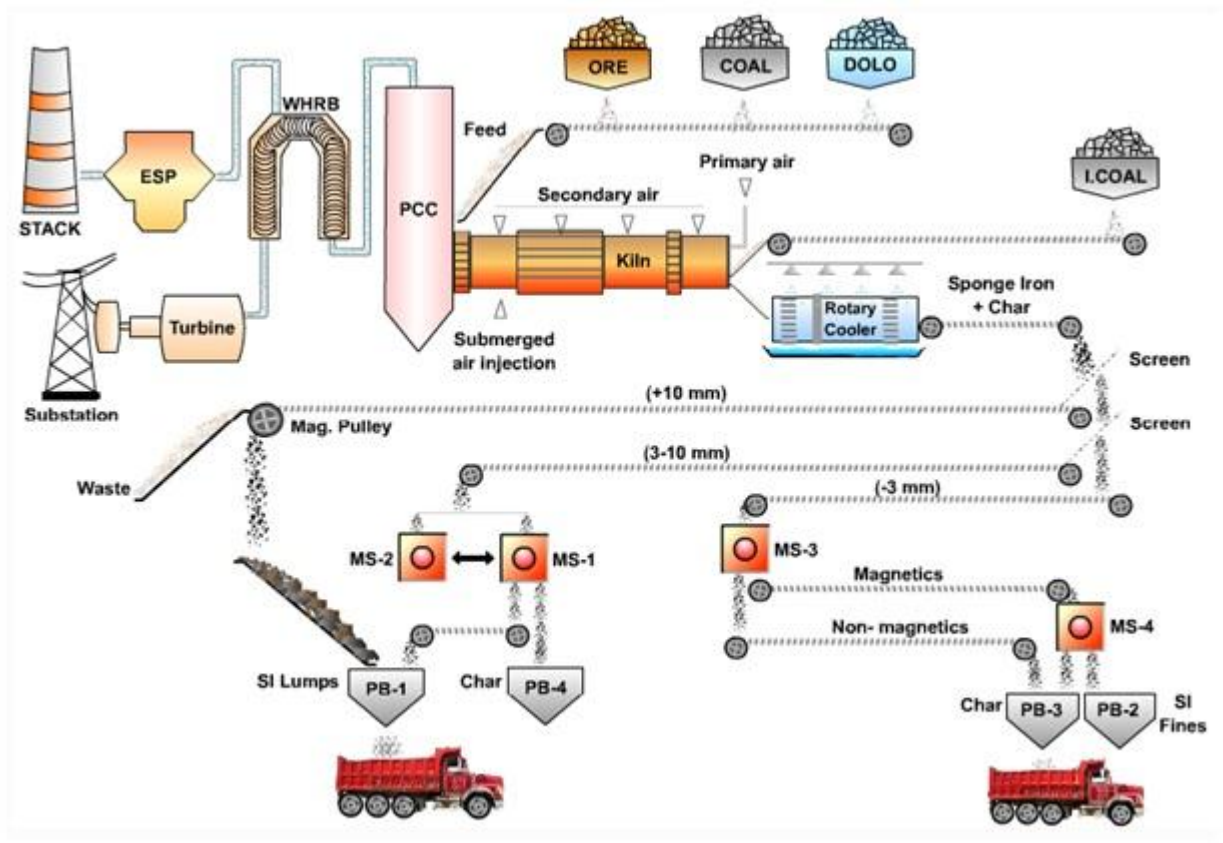 ORE
COAL
DOLO
WHRB
Feed
Primary air
I.COAL
ESP
PCC
Secondary air
STACK
Kiln
Sponge Iron
+ Char
Rotary
Cooler
Turbine
Submerged
air injection
Screen
Substation
(+10 mm)
Mag. Pulley
Screen
(3-10 mm)
Waste
(-3 mm)
MS-2
MS-1
MS-3
Magnetics
Non- magnetics
MS-4
SI Lumps
PB-1
Char
PB-4
Char
PB-3
PB-2
SI
Fines